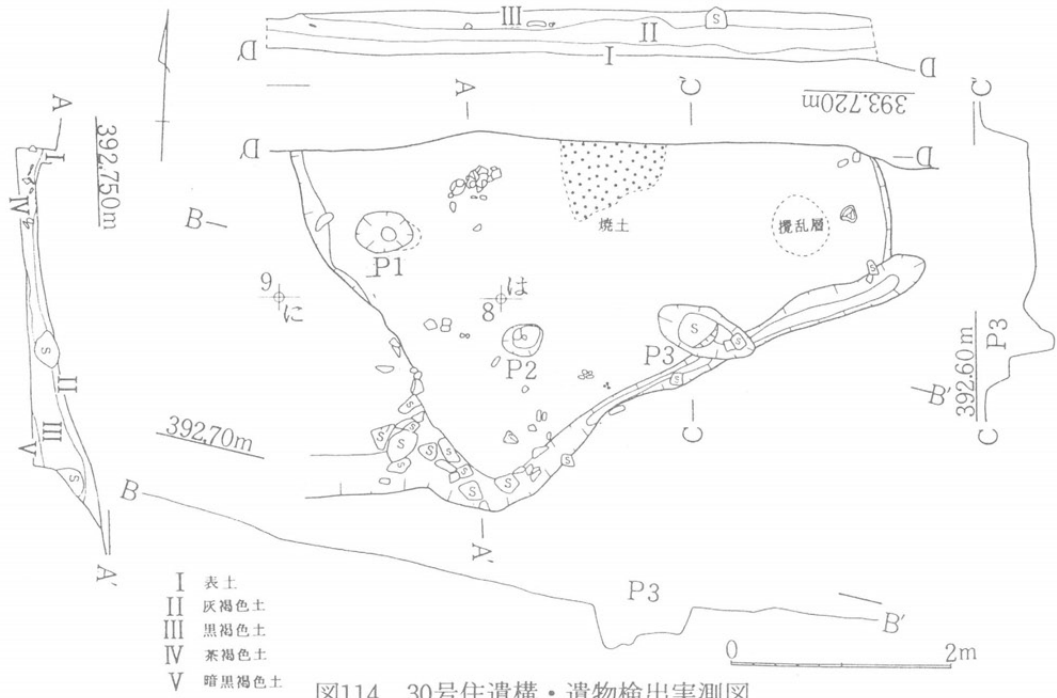 III
S
II
I
D'
D
A
C'
393.720m
C'
A
392.750m
I
IV
D'
D
B
焼土
攪乱層
P1
9
に
は
8
S
S
S
P3
P2
P3
392.60m
B'
S
S
II
III
V
S
392.70m
C
C
S
S
S
S
S
S
S
S
S
S
S
B
A'
A'
P3
B'
I 表土
II 灰褐色土
III 黒褐色土
IV 茶褐色土
V 暗黒褐色土
0 2m
図114 30号住遺構・遺物検出実測図